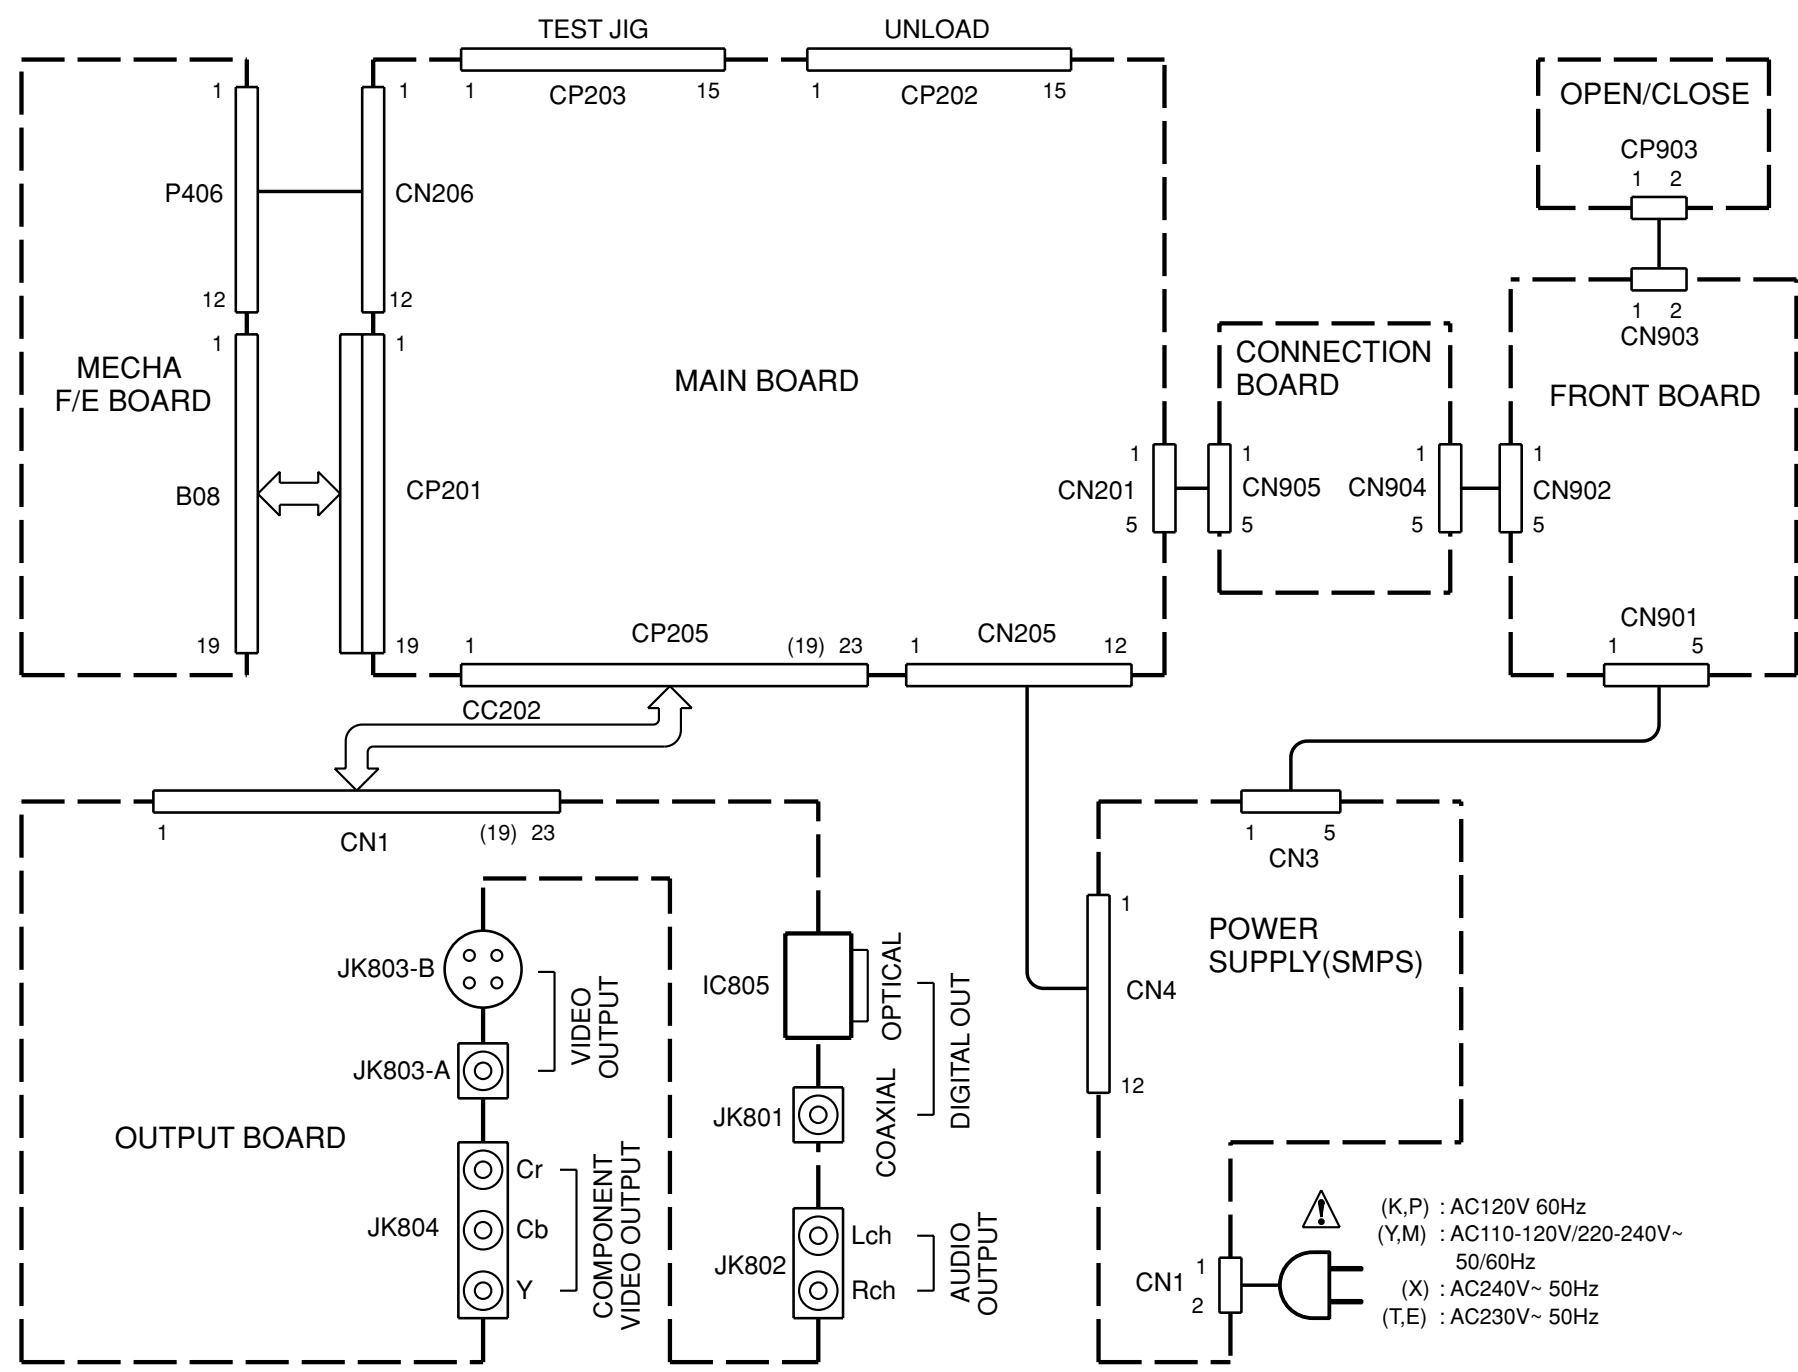 TEST JIG
UNLOAD
1 CP203 15
1 CP202 15
1
P406
12
1
MECHA
F/E BOARD
B08
19
1
CN206
12
1
CP201
19
MAIN BOARD
1 CP205 (19) 23
1 CN205 12
1
CN201
5
CONNECTION
BOARD
1
CN905
5
1
CN904
5
OPEN/CLOSE
CP903
1 2
1 2
CN903
FRONT BOARD
1
CN902
5
CN901
1 5
CC202
1 CN1 (19) 23
OUTPUT BOARD
JK803-B
JK803-A
VIDEO
OUTPUT
JK804
Cr
Cb
Y
COMPONENT
VIDEO OUTPUT
IC805
OPTICAL
JK801
COAXIAL
DIGITAL OUT
JK802
Lch
Rch
AUDIO
OUTPUT
1 5
CN3
POWER
SUPPLY(SMPS)
1
CN4
12
CN1
1
2
!
(K,P) : AC120V 60Hz
(Y,M) : AC110-120V/220-240V~
50/60Hz
(X) : AC240V~ 50Hz
(T,E) : AC230V~ 50Hz